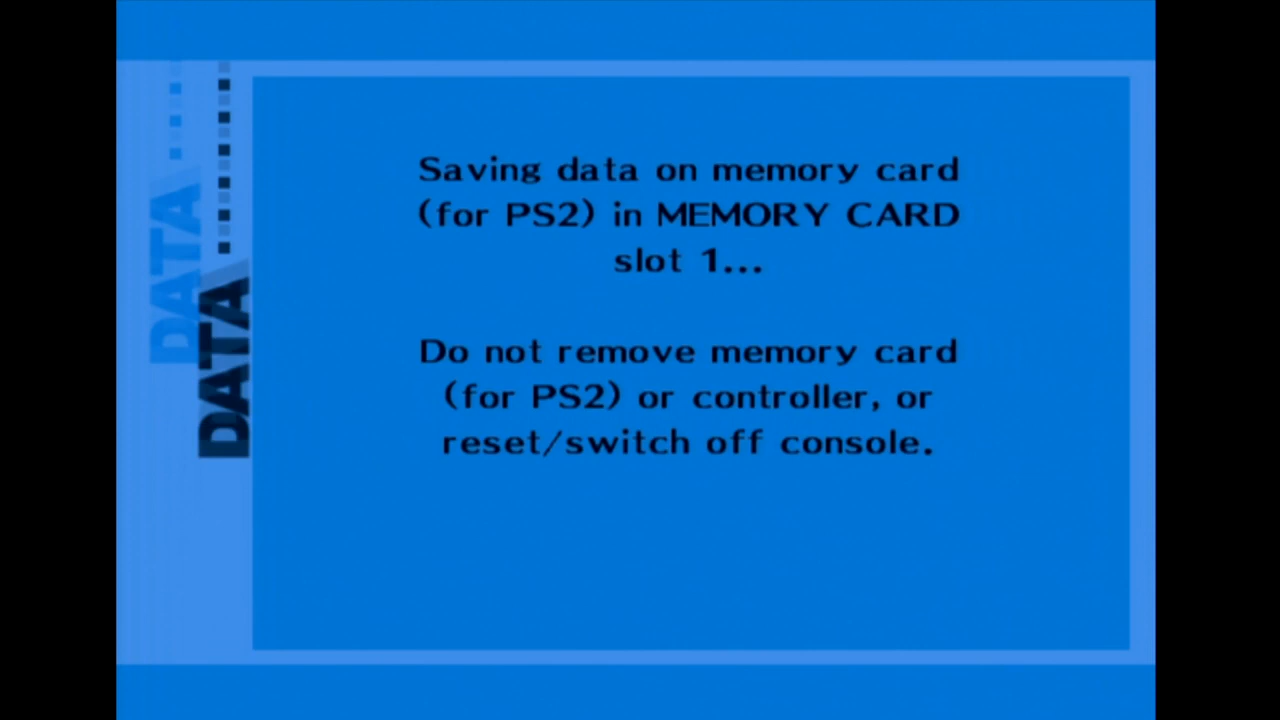 DATA
DATA
Saving data on memory card
(for PS2) in MEMORY CARD
slot 1...
Do not remove memory card
(for PS2) or controller, or
reset/switch off console.